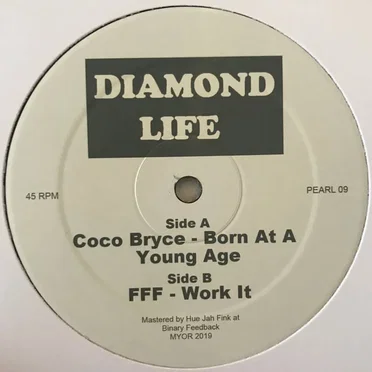 DIAMOND
LIFE
45 RPM
PEARL 09
Side A
Coco Bryce - Born At A
Young Age
Side B
FFF - Work It
Mastered by Hue Jah Fink at
Binary Feedback
MYOR 2019